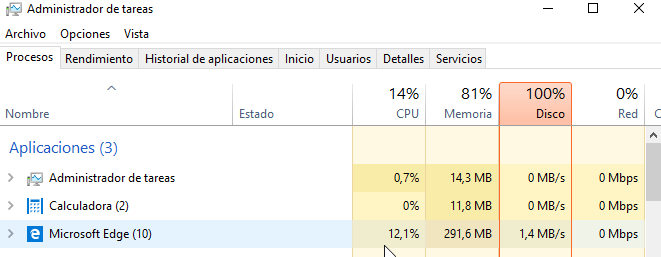 Administrador de tareas
Archivo Opciones Vista
Procesos Rendimiento Historial de aplicaciones Inicio Usuarios Detalles Servicios
14% 81% 100% 0%
Nombre Estado CPU Memoria Disco Red C
Aplicaciones (3)
Administrador de tareas 0,7% 14,3 MB 0 MB/s 0 Mbps
Calculadora (2) 0% 11,8 MB 0 MB/s 0 Mbps
Microsoft Edge (10) 12,1% 291,6 MB 1,4 MB/s 0 Mbps